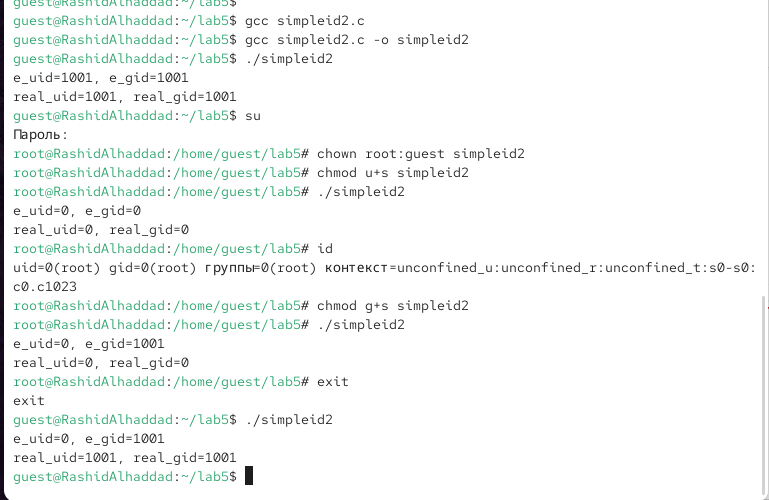 guest@RashidAlhaddad:~/lab5$
guest@RashidAlhaddad:~/lab5$ gcc simpleid2.c
guest@RashidAlhaddad:~/lab5$ gcc simpleid2.c -o simpleid2
guest@RashidAlhaddad:~/lab5$ ./simpleid2
e_uid=1001, e_gid=1001
real_uid=1001, real_gid=1001
guest@RashidAlhaddad:~/lab5$ su
Пароль:
root@RashidAlhaddad:/home/guest/lab5# chown root:guest simpleid2
root@RashidAlhaddad:/home/guest/lab5# chmod u+s simpleid2
root@RashidAlhaddad:/home/guest/lab5# ./simpleid2
e_uid=0, e_gid=0
real_uid=0, real_gid=0
root@RashidAlhaddad:/home/guest/lab5# id
uid=0(root) gid=0(root) группы=0(root) контекст=unconfined_u:unconfined_r:unconfined_t:s0-s0:
c0.c1023
root@RashidAlhaddad:/home/guest/lab5# chmod g+s simpleid2
root@RashidAlhaddad:/home/guest/lab5# ./simpleid2
e_uid=0, e_gid=1001
real_uid=0, real_gid=0
root@RashidAlhaddad:/home/guest/lab5# exit
exit
guest@RashidAlhaddad:~/lab5$ ./simpleid2
e_uid=0, e_gid=1001
real_uid=1001, real_gid=1001
guest@RashidAlhaddad:~/lab5$